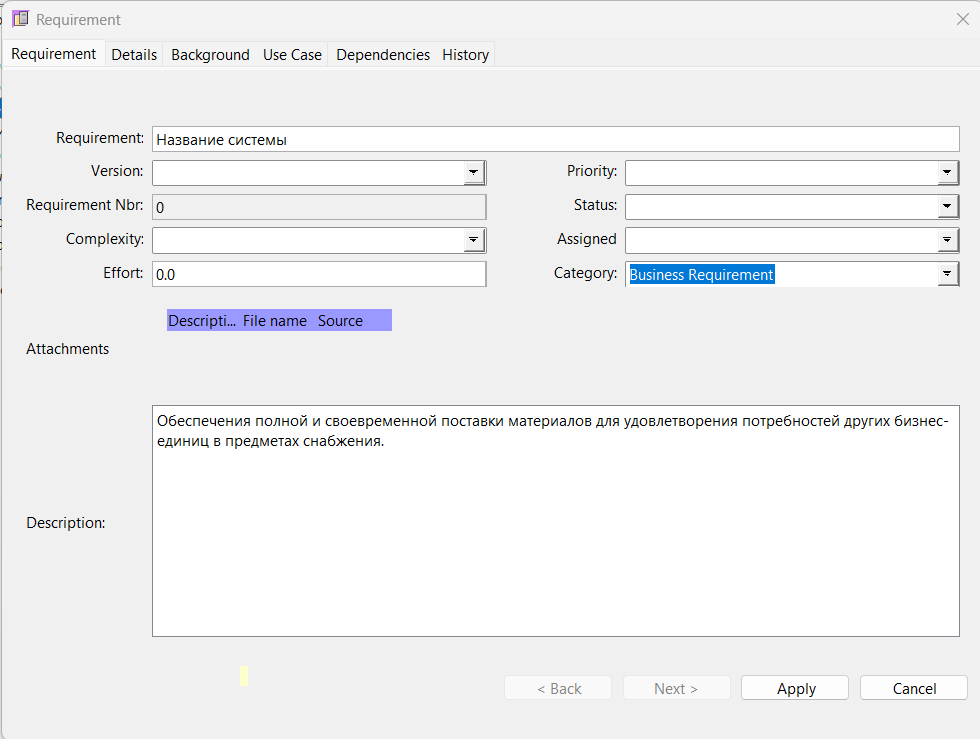 Requirement
Requirement Details Background Use Case Dependencies History
Requirement: Название системы
Version: Priority:
Requirement Nbr: 0 Status:
Complexity: Assigned
Effort: 0.0 Category: Business Requirement
Descripti... File name Source
Attachments
Обеспечения полной и своевременной поставки материалов для удовлетворения потребностей других бизнес-
единиц в предметах снабжения.
Description:
< Back Next > Apply Cancel